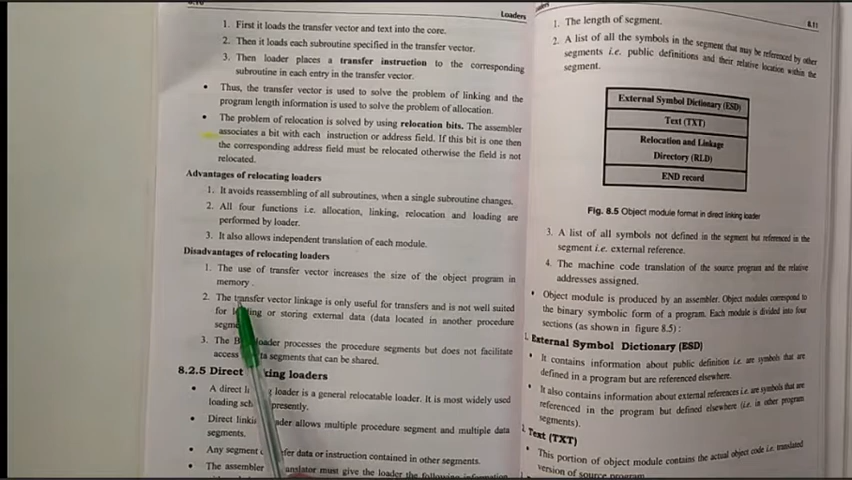 8.10
Loaders
1. First it loads the transfer vector and text into the core.
2. Then it loads each subroutine specified in the transfer vector.
3. Then loader places a transfer instruction to the corresponding
subroutine in each entry in the transfer vector.
• Thus, the transfer vector is used to solve the problem of linking and the
program length information is used to solve the problem of allocation.
• The problem of relocation is solved by using relocation bits. The assembler
associates a bit with each instruction or address field. If this bit is one then
the corresponding address field must be relocated otherwise the field is not
relocated.
Advantages of relocating loaders
1. It avoids reassembling of all subroutines, when a single subroutine changes.
2. All four functions i.e. allocation, linking, relocation and loading are
performed by loader.
3. It also allows independent translation of each module.
Disadvantages of relocating loaders
1. The use of transfer vector increases the size of the object program in
memory .
2. The transfer vector linkage is only useful for transfers and is not well suited
for or storing external data (data located in another procedure
3. The loader processes the procedure segments but does not facilitate
access segments that can be shared.
8.2.5 Direct loaders
• A direct loader is a general relocatable loader. It is most widely used
loading presently.
• Direct allows multiple procedure segment and multiple data
segments.
• Any segment data or instruction contained in other segments.
• The assembler translator must give the loader the following information
Loaders
8.11
1. The length of segment.
2. A list of all the symbols in the segment that may be referenced by other
segments i.e. public definitions and their relative location within the
segment.
External Symbol Dictionary (ESD)
Text (TXT)
Relocation and Linkage
Directory (RLD)
END record
Fig. 8.5 Object module format in direct linking loader
3. A list of all symbols not defined in the segment but referenced in the
segment i.e. external reference.
4. The machine code translation of the source program and the relative
addresses assigned.
• Object module is produced by an assembler. Object modules correspond to
the binary symbolic form of a program. Each module is divided into four
sections (as shown in figure 8.5) :
1. External Symbol Dictionary (ESD)
• It contains information about public definition i.e. are symbols that are
defined in a program but are referenced elsewhere.
• It also contains information about external references i.e. are symbols that are
referenced in the program but defined elsewhere (i.e. in other program
segments).
Text (TXT)
• This portion of object module contains the actual object code i.e. translated
version of source program.